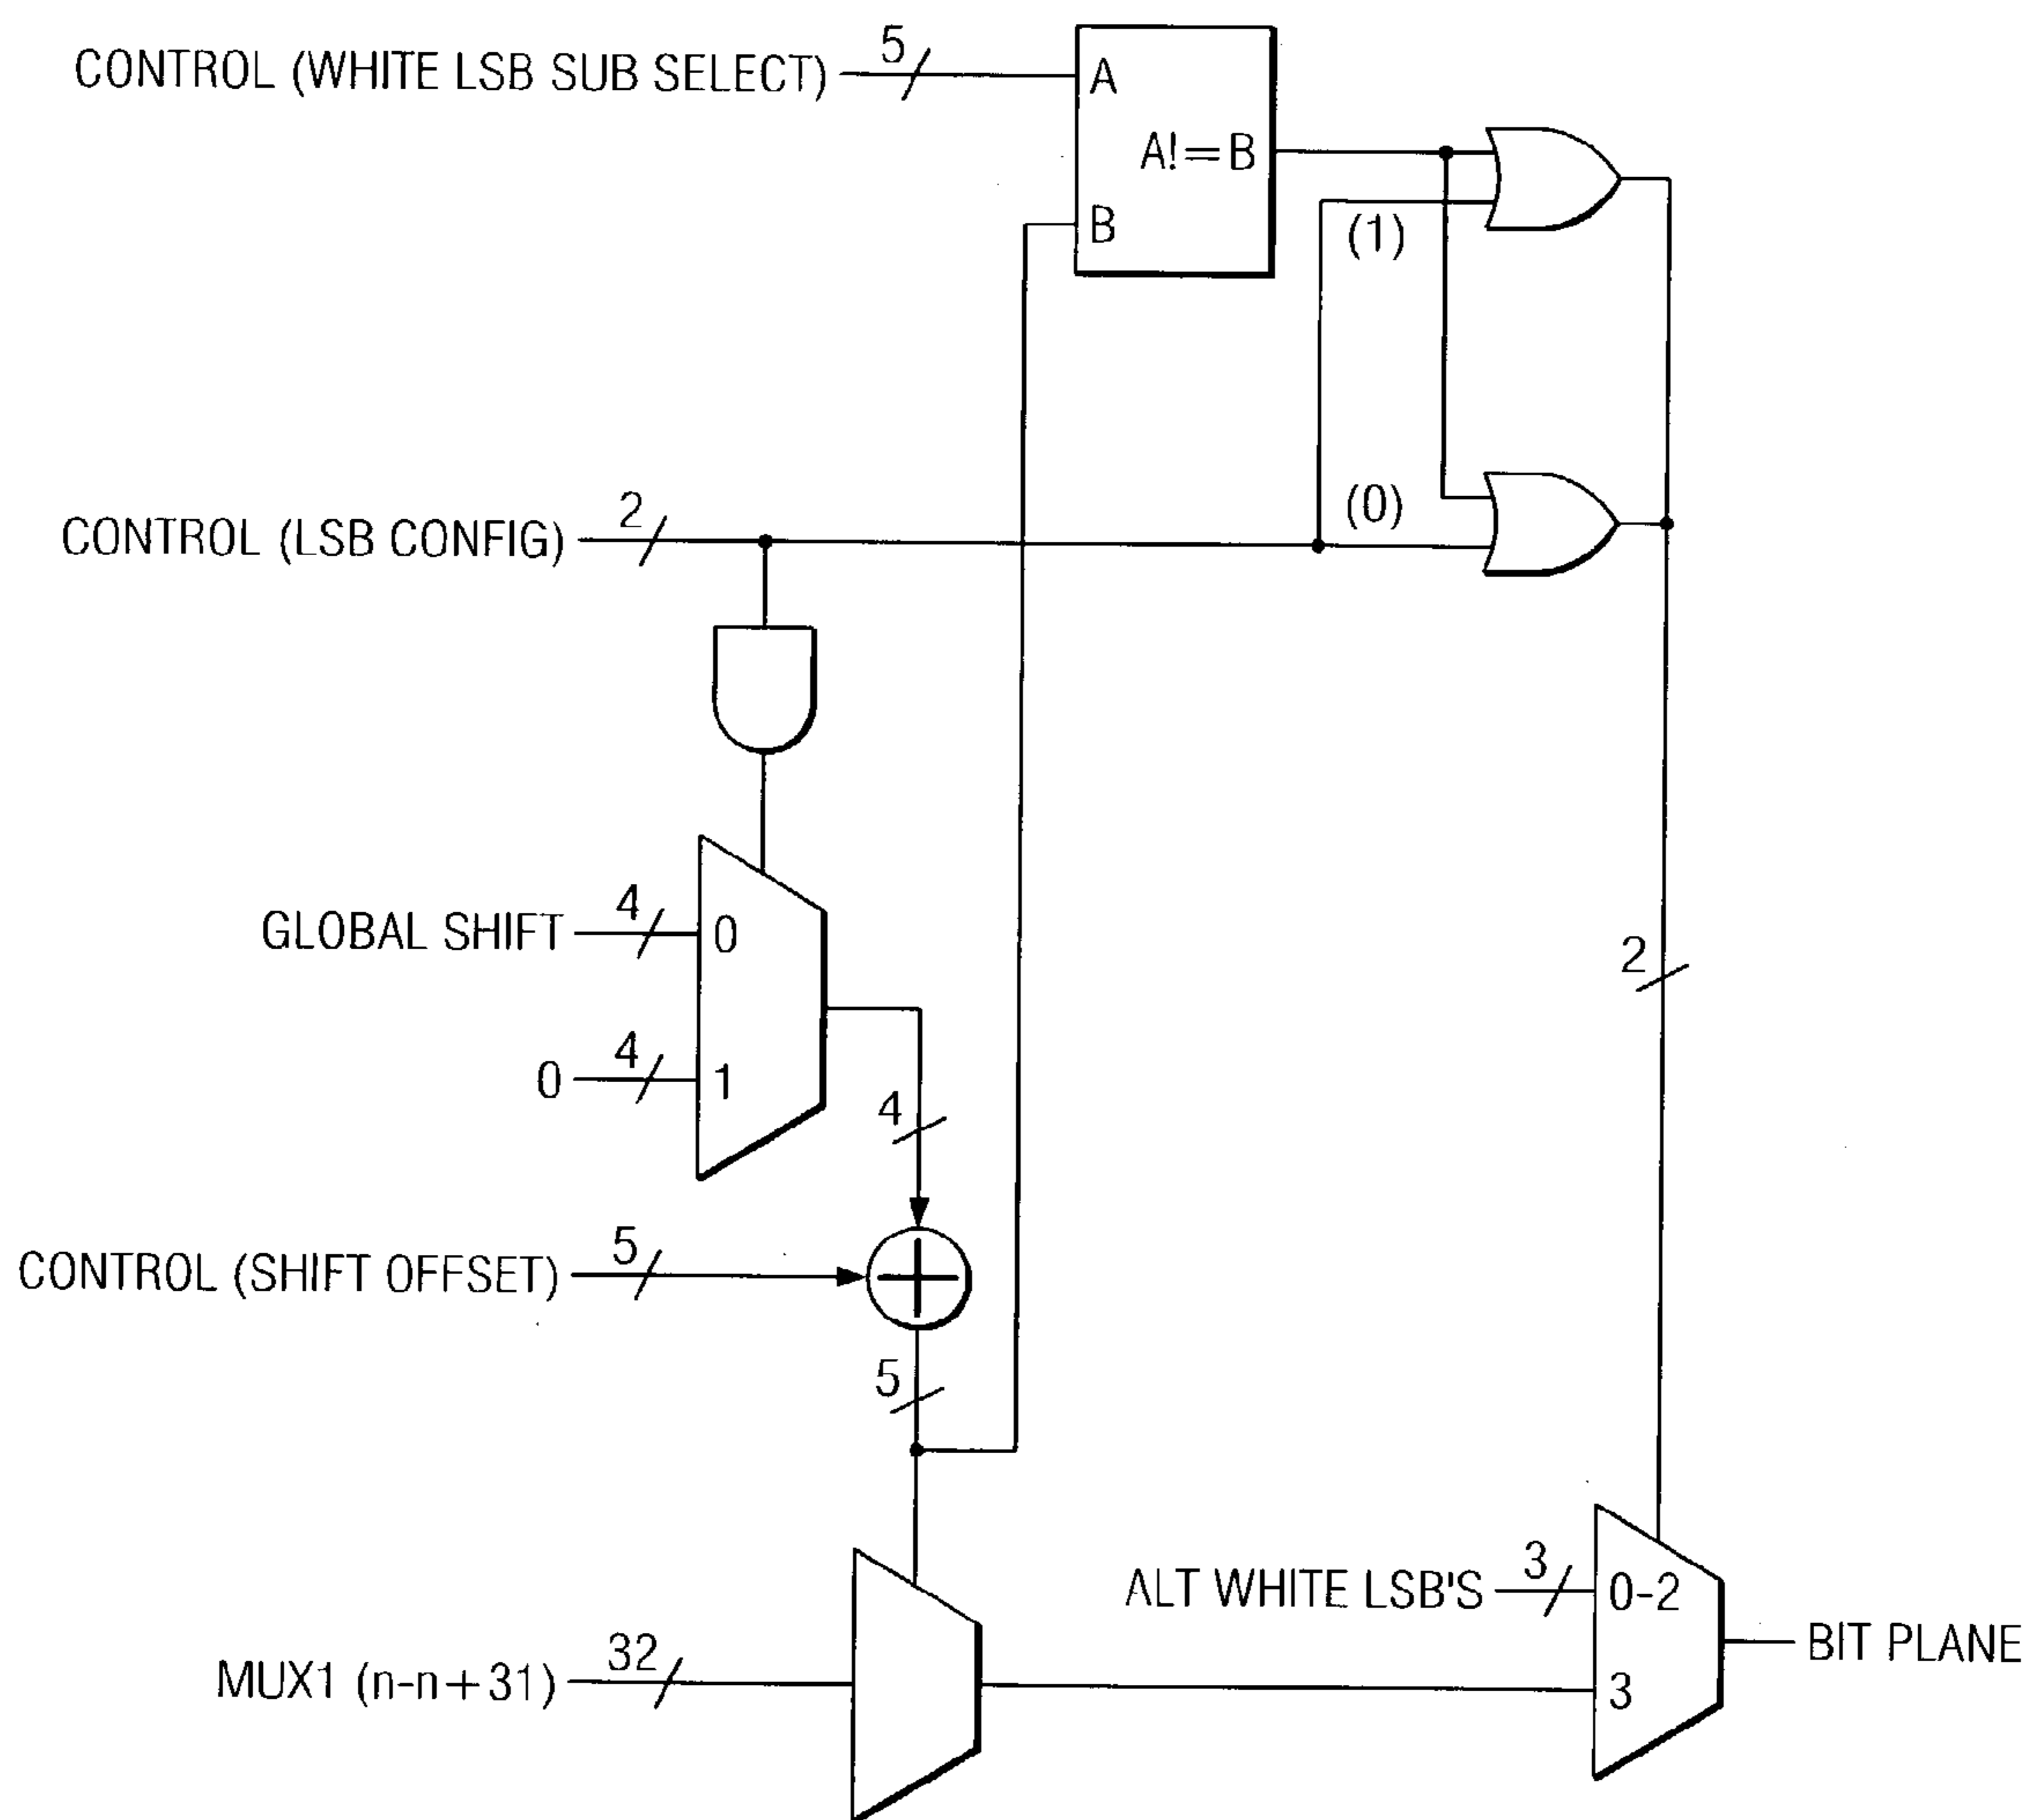 5
CONTROL (WHITE LSB SUB SELECT)
A
A!=B
B
(1)
2
(0)
CONTROL (LSB CONFIG)
4
GLOBAL SHIFT
0
2
4
0
1
4
5
CONTROL (SHIFT OFFSET)
5
3
ALT WHITE LSB'S
0-2
BIT PLANE
32
MUX1 (n-n+31)
3